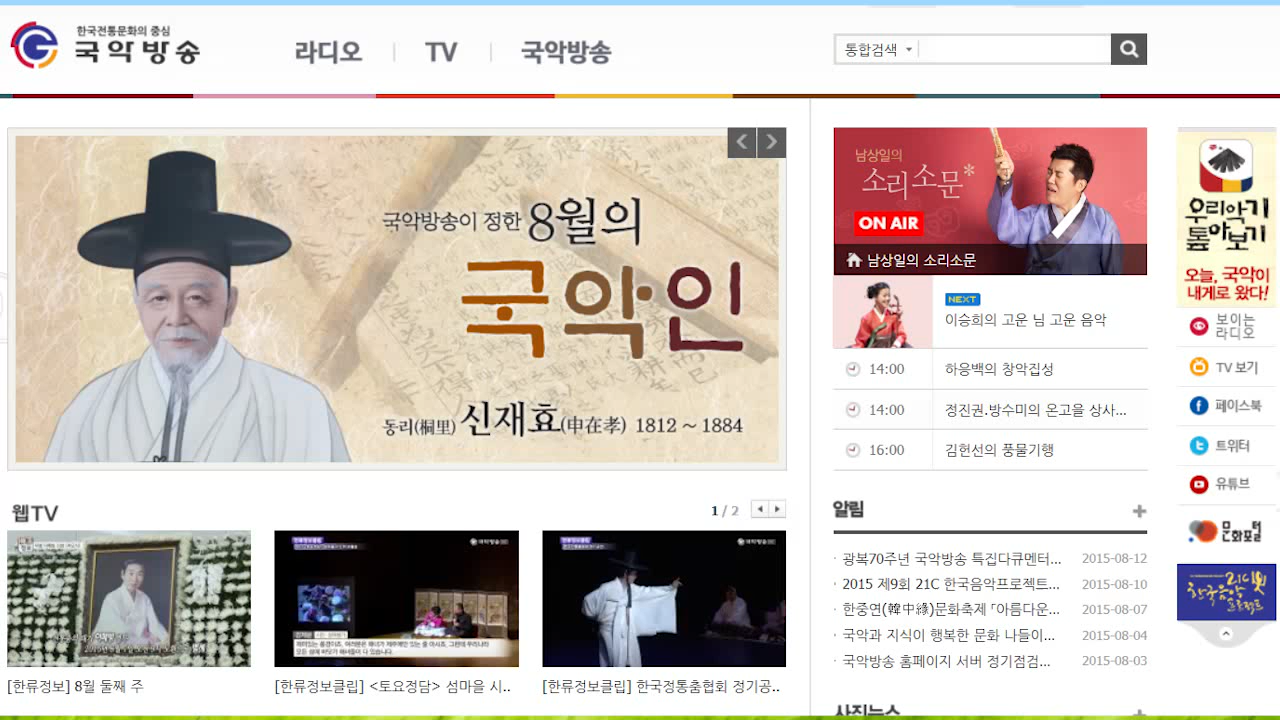 한국전통문화의 중심
국악방송
라디오
TV
국악방송
통합검색
국악방송이 정한 8월의
국악인
동리(桐里) 신재효(申在孝) 1812 ~ 1884
남상일의
소리소문*
ON AIR
남상일의 소리소문
NEXT
이승희의 고운 님 고운 음악
14:00 하응백의 창악집성
14:00 정진권.방수미의 온고을 상사...
16:00 김헌선의 풍물기행
우리악기
톺아보기
오늘, 국악이
내게로 왔다!
보이는
라디오
TV 보기
페이스북
트위터
유튜브
문화포털
웹TV
1 / 2
[한류정보] 8월 둘째 주
[한류정보클립] <토요정담> 섬마을 시..
[한류정보클립] 한국정통춤협회 정기공..
알림
광복70주년 국악방송 특집다큐멘터... 2015-08-12
2015 제9회 21C 한국음악프로젝트... 2015-08-10
한중연(韓中緣)문화축제 「아름다운... 2015-08-07
국악과 지식이 행복한 문화 나들이... 2015-08-04
국악방송 홈페이지 서버 정기점검... 2015-08-03
사진뉴스